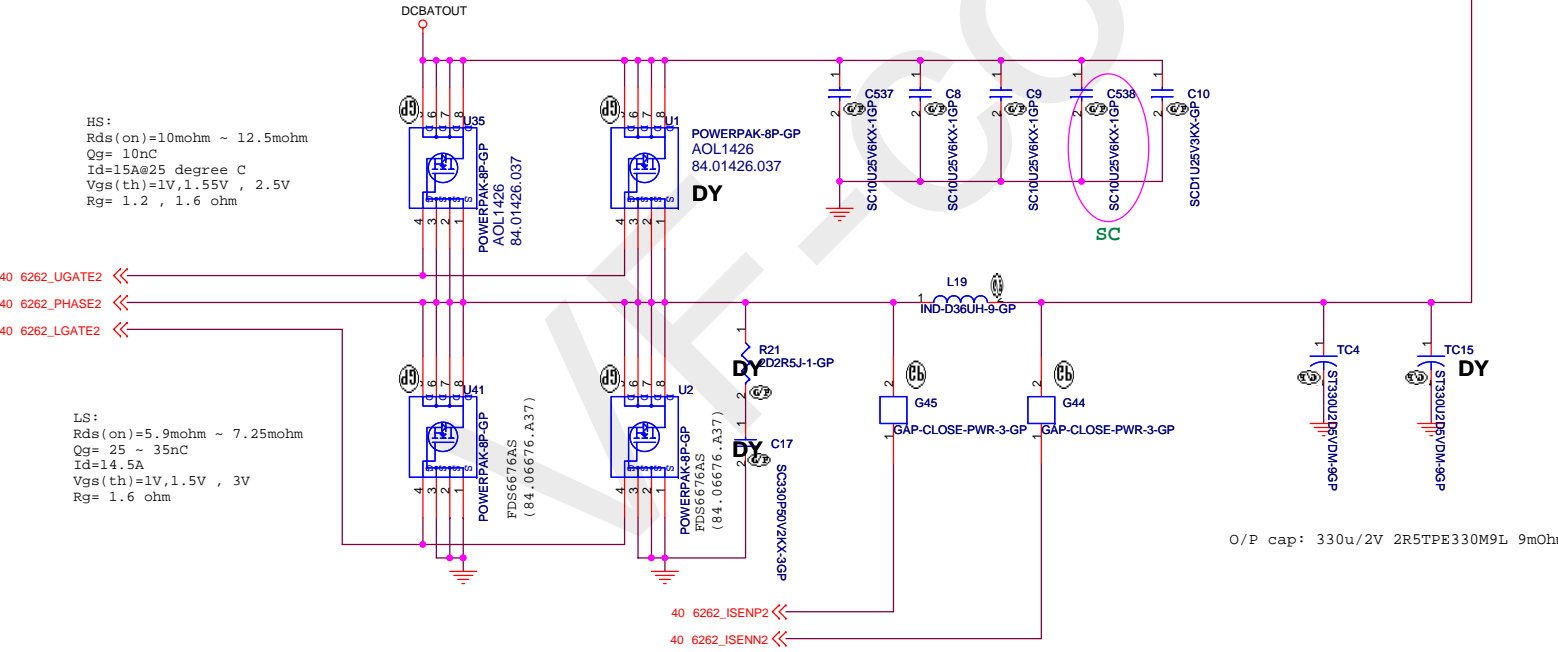 DCBATOUT
HS:
Rds(on)=10mohm ~ 12.5mohm
Qg= 10nC
Id=15A@25 degree C
Vgs(th)=1V,1.55V , 2.5V
Rg= 1.2 , 1.6 ohm
U35
POWERPAK-8P-GP
AOL1426
84.01426.037
U1
POWERPAK-8P-GP
AOL1426
84.01426.037
DY
C537
SC10U25V6KX-1GP
C8
SC10U25V6KX-1GP
C9
SC10U25V6KX-1GP
C538
SC10U25V6KX-1GP
C10
SCD1U25V3KX-GP
SC
40 6262_UGATE2
40 6262_PHASE2
40 6262_LGATE2
L19
IND-D36UH-9-GP
LS:
Rds(on)=5.9mohm ~ 7.25mohm
Qg= 25 ~ 35nC
Id=14.5A
Vgs(th)=1V,1.5V , 3V
Rg= 1.6 ohm
U41
POWERPAK-8P-GP
FDS6676AS
(84.06676.A37)
U2
POWERPAK-8P-GP
FDS6676AS
(84.06676.A37)
R21
2D2R5J-1-GP
DY
C17
DY
SC330P50V2KX-3GP
G45
GAP-CLOSE-PWR-3-GP
G44
GAP-CLOSE-PWR-3-GP
TC4
ST330U2D5VDM-9GP
TC15
DY
ST330U2D5VDM-9GP
O/P cap: 330u/2V 2R5TPE330M9L 9mOhm
40 6262_ISENP2
40 6262_ISENN2